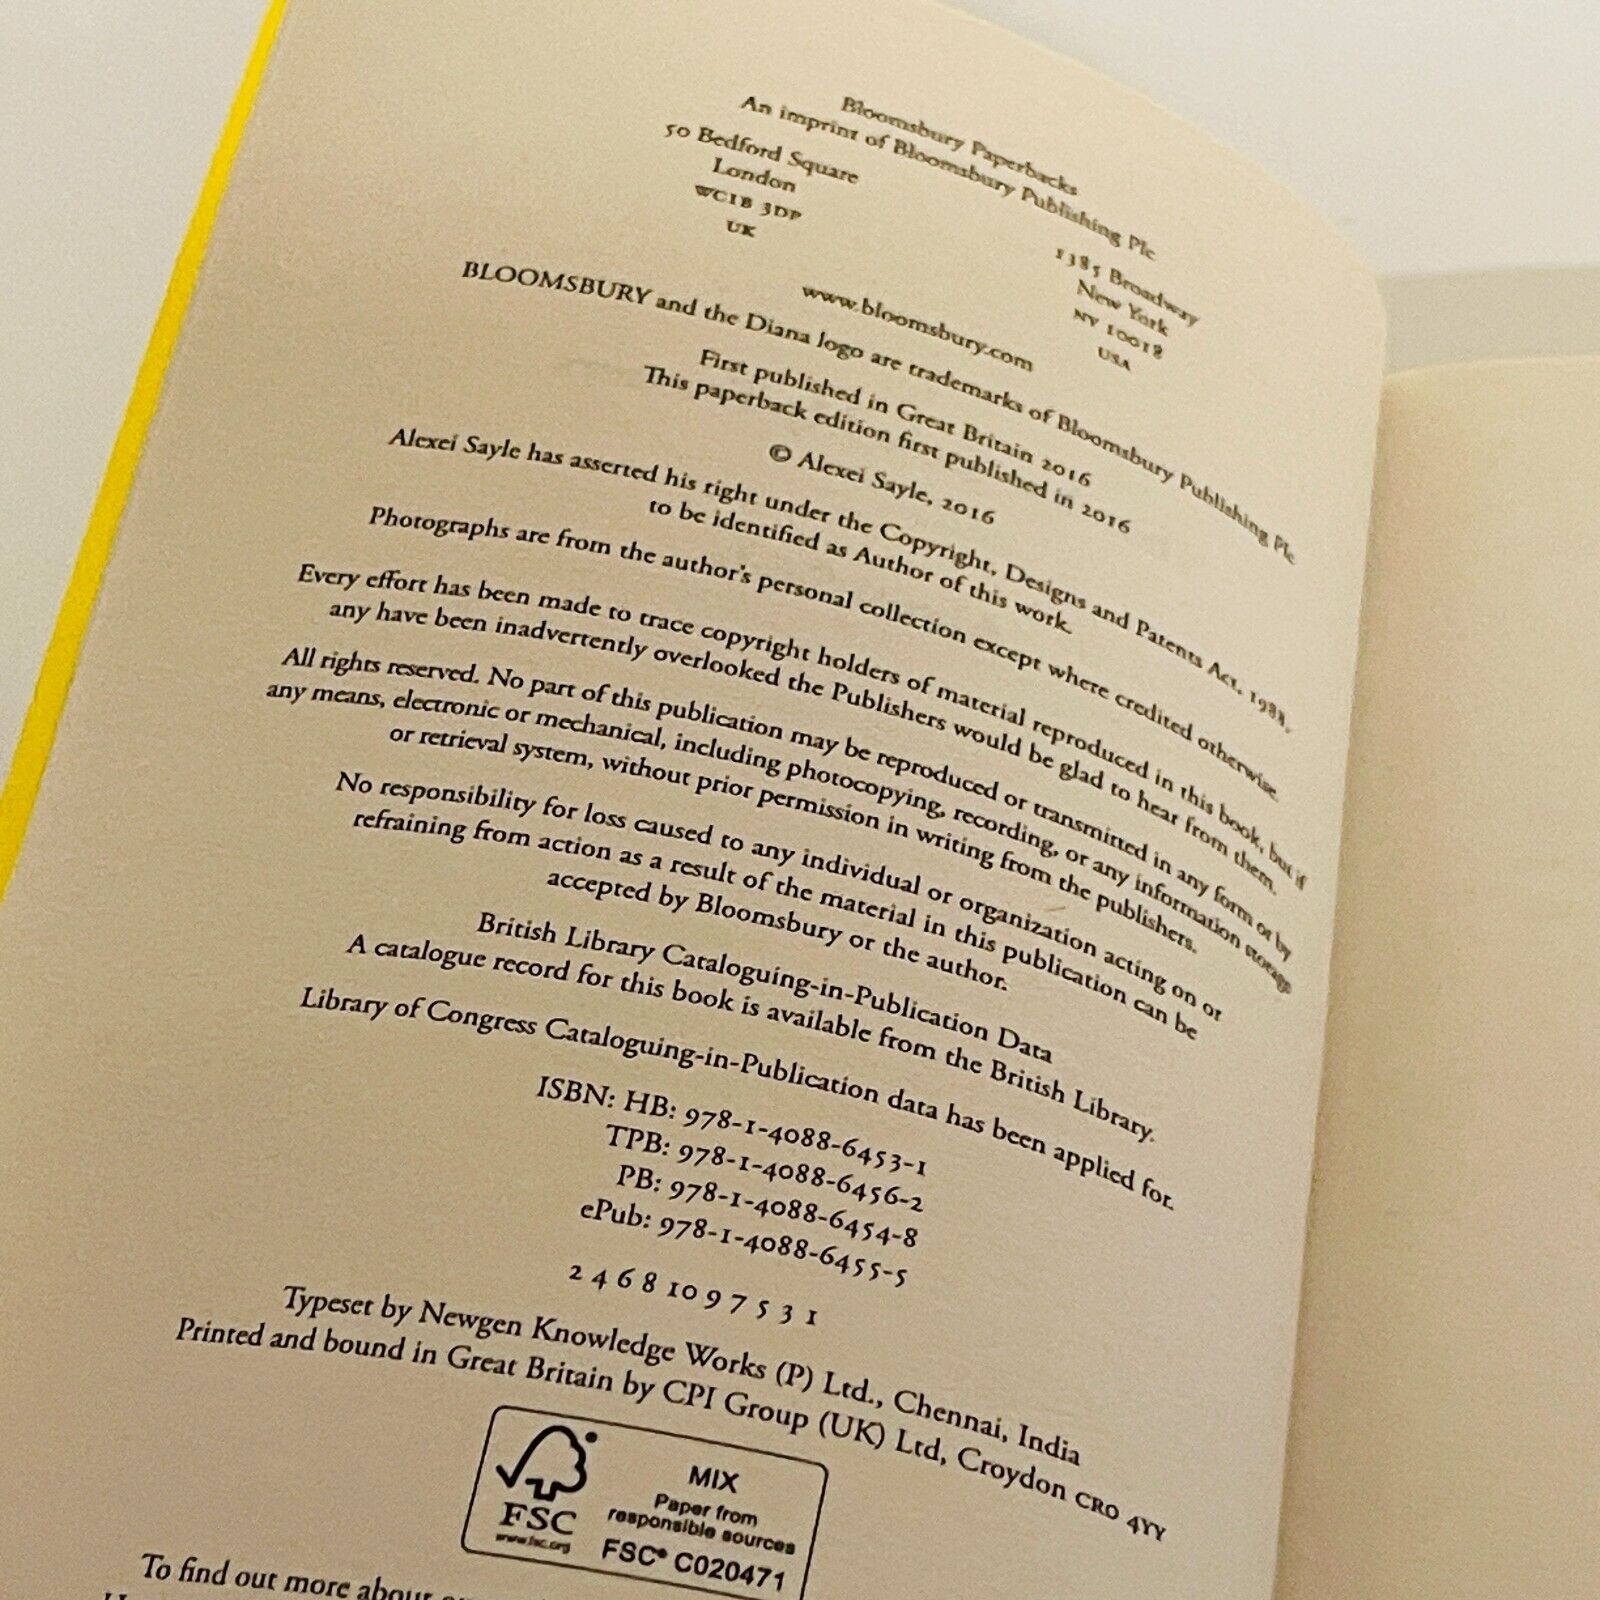 Bloomsbury Paperbacks
An imprint of Bloomsbury Publishing Plc
50 Bedford Square
London
WC1B 3DP
UK
1385 Broadway
New York
NY 10018
USA
www.bloomsbury.com
BLOOMSBURY and the Diana logo are trademarks of Bloomsbury Publishing Plc
First published in Great Britain 2016
This paperback edition first published in 2016
© Alexei Sayle, 2016
Alexei Sayle has asserted his right under the Copyright, Designs and Patents Act, 1988,
to be identified as Author of this work.
Photographs are from the author's personal collection except where credited otherwise.
Every effort has been made to trace copyright holders of material reproduced in this book, but if
any have been inadvertently overlooked the Publishers would be glad to hear from them.
All rights reserved. No part of this publication may be reproduced or transmitted in any form or by
any means, electronic or mechanical, including photocopying, recording, or any information storage
or retrieval system, without prior permission in writing from the publishers.
No responsibility for loss caused to any individual or organization acting on or
refraining from action as a result of the material in this publication can be
accepted by Bloomsbury or the author.
British Library Cataloguing-in-Publication Data
A catalogue record for this book is available from the British Library.
Library of Congress Cataloguing-in-Publication data has been applied for.
ISBN: HB: 978-1-4088-6453-1
TPB: 978-1-4088-6456-2
PB: 978-1-4088-6454-8
ePub: 978-1-4088-6455-5
2 4 6 8 10 9 7 5 3 1
Typeset by Newgen Knowledge Works (P) Ltd., Chennai, India
Printed and bound in Great Britain by CPI Group (UK) Ltd, Croydon CR0 4YY
FSC
www.fsc.org
MIX
Paper from
responsible sources
FSC® C020471
To find out more about